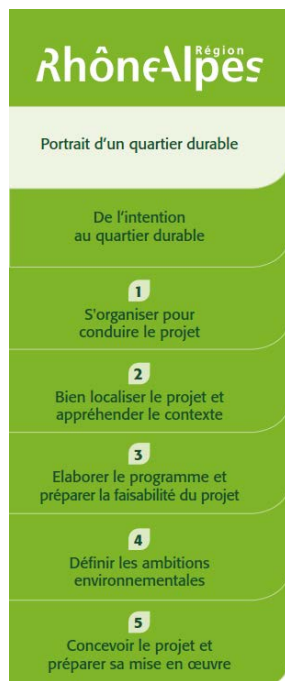 Région
RhôneAlpes
Portrait d'un quartier durable
De l'intention
au quartier durable
1
S'organiser pour
conduire le projet
2
Bien localiser le projet et
appréhender le contexte
3
Elaborer le programme et
préparer la faisabilité du projet
4
Définir les ambitions
environnementales
5
Concevoir le projet et
préparer sa mise en œuvre